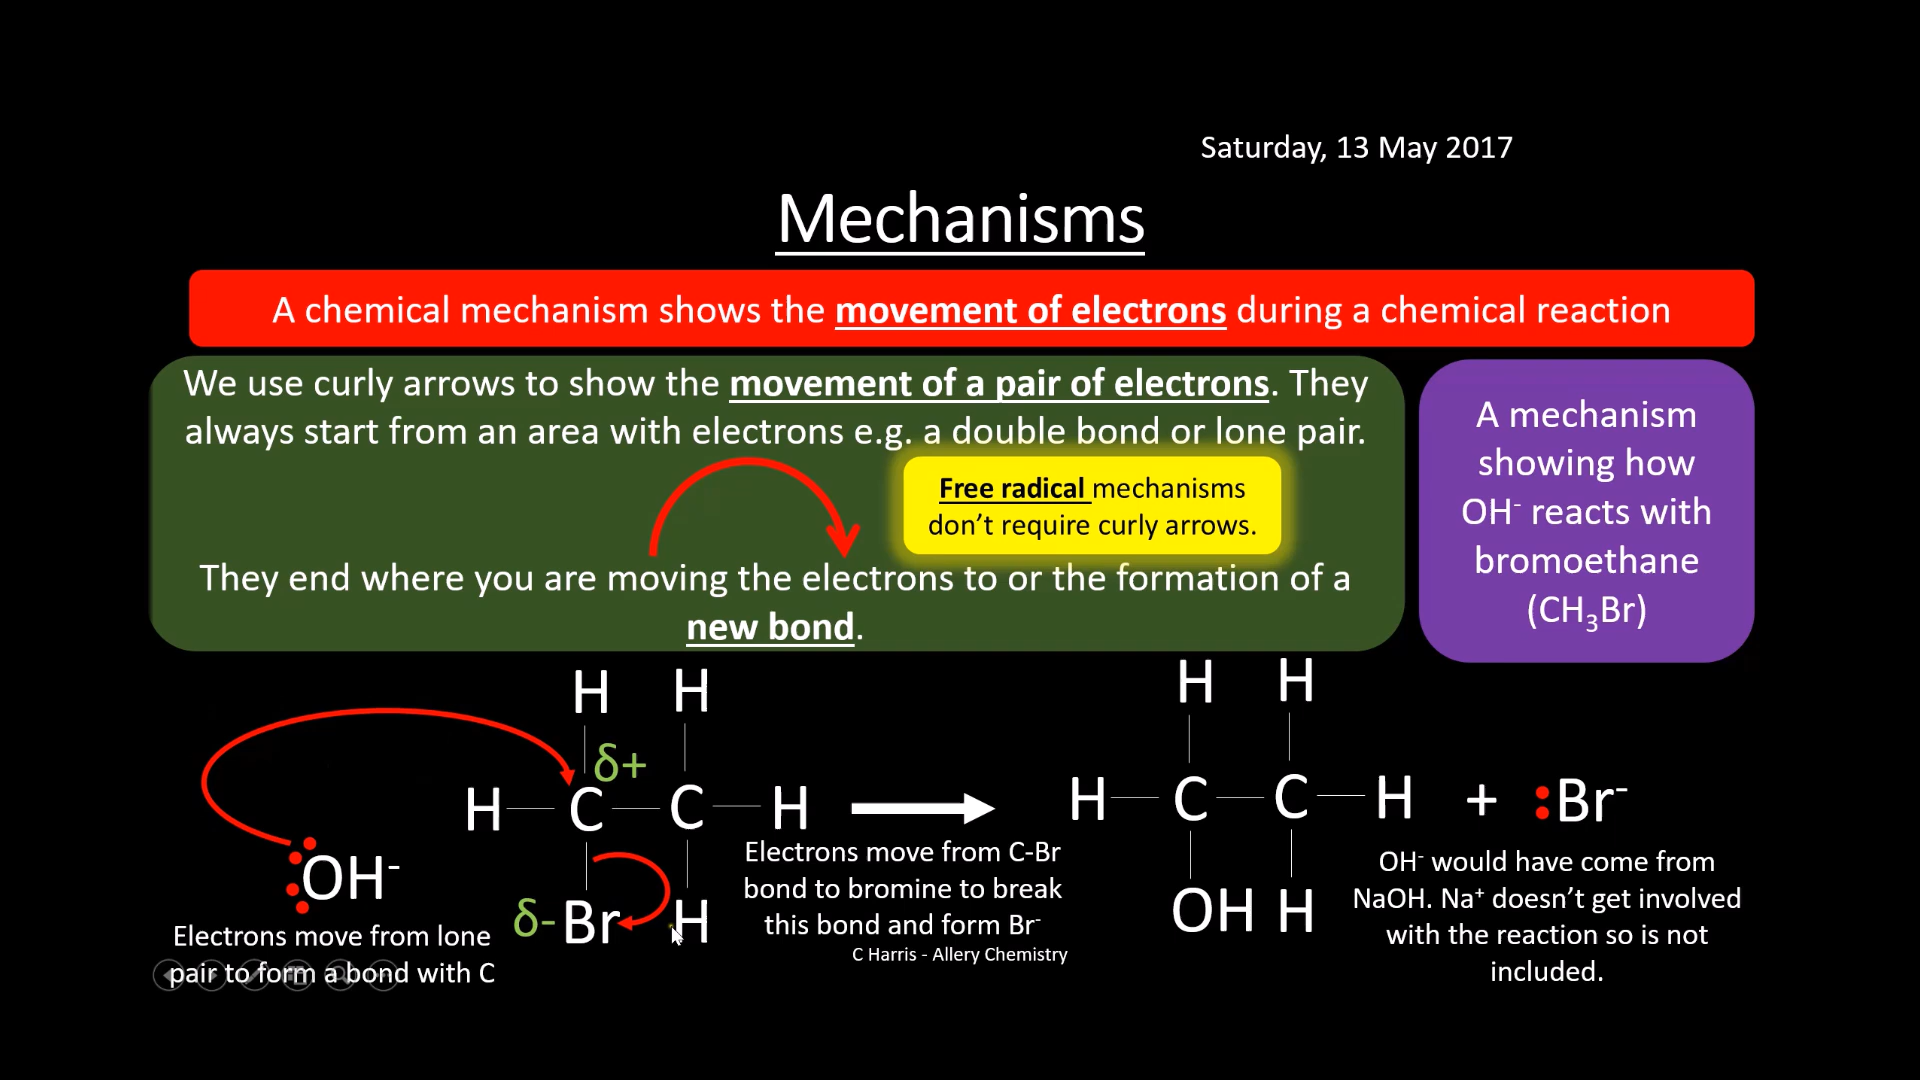 Saturday, 13 May 2017
Mechanisms
A chemical mechanism shows the movement of electrons during a chemical reaction
We use curly arrows to show the movement of a pair of electrons. They
always start from an area with electrons e.g. a double bond or lone pair.
Free radical mechanisms
don't require curly arrows.
They end where you are moving the electrons to or the formation of a
new bond.
A mechanism
showing how
OH⁻ reacts with
bromoethane
(CH₃Br)
H H
δ+
H C C H
OH⁻
δ- Br H
Electrons move from lone
pair to form a bond with C
Electrons move from C-Br
bond to bromine to break
this bond and form Br⁻
C Harris - Allery Chemistry
H H
H C C H + :Br⁻
OH H
OH⁻ would have come from
NaOH. Na⁺ doesn't get involved
with the reaction so is not
included.